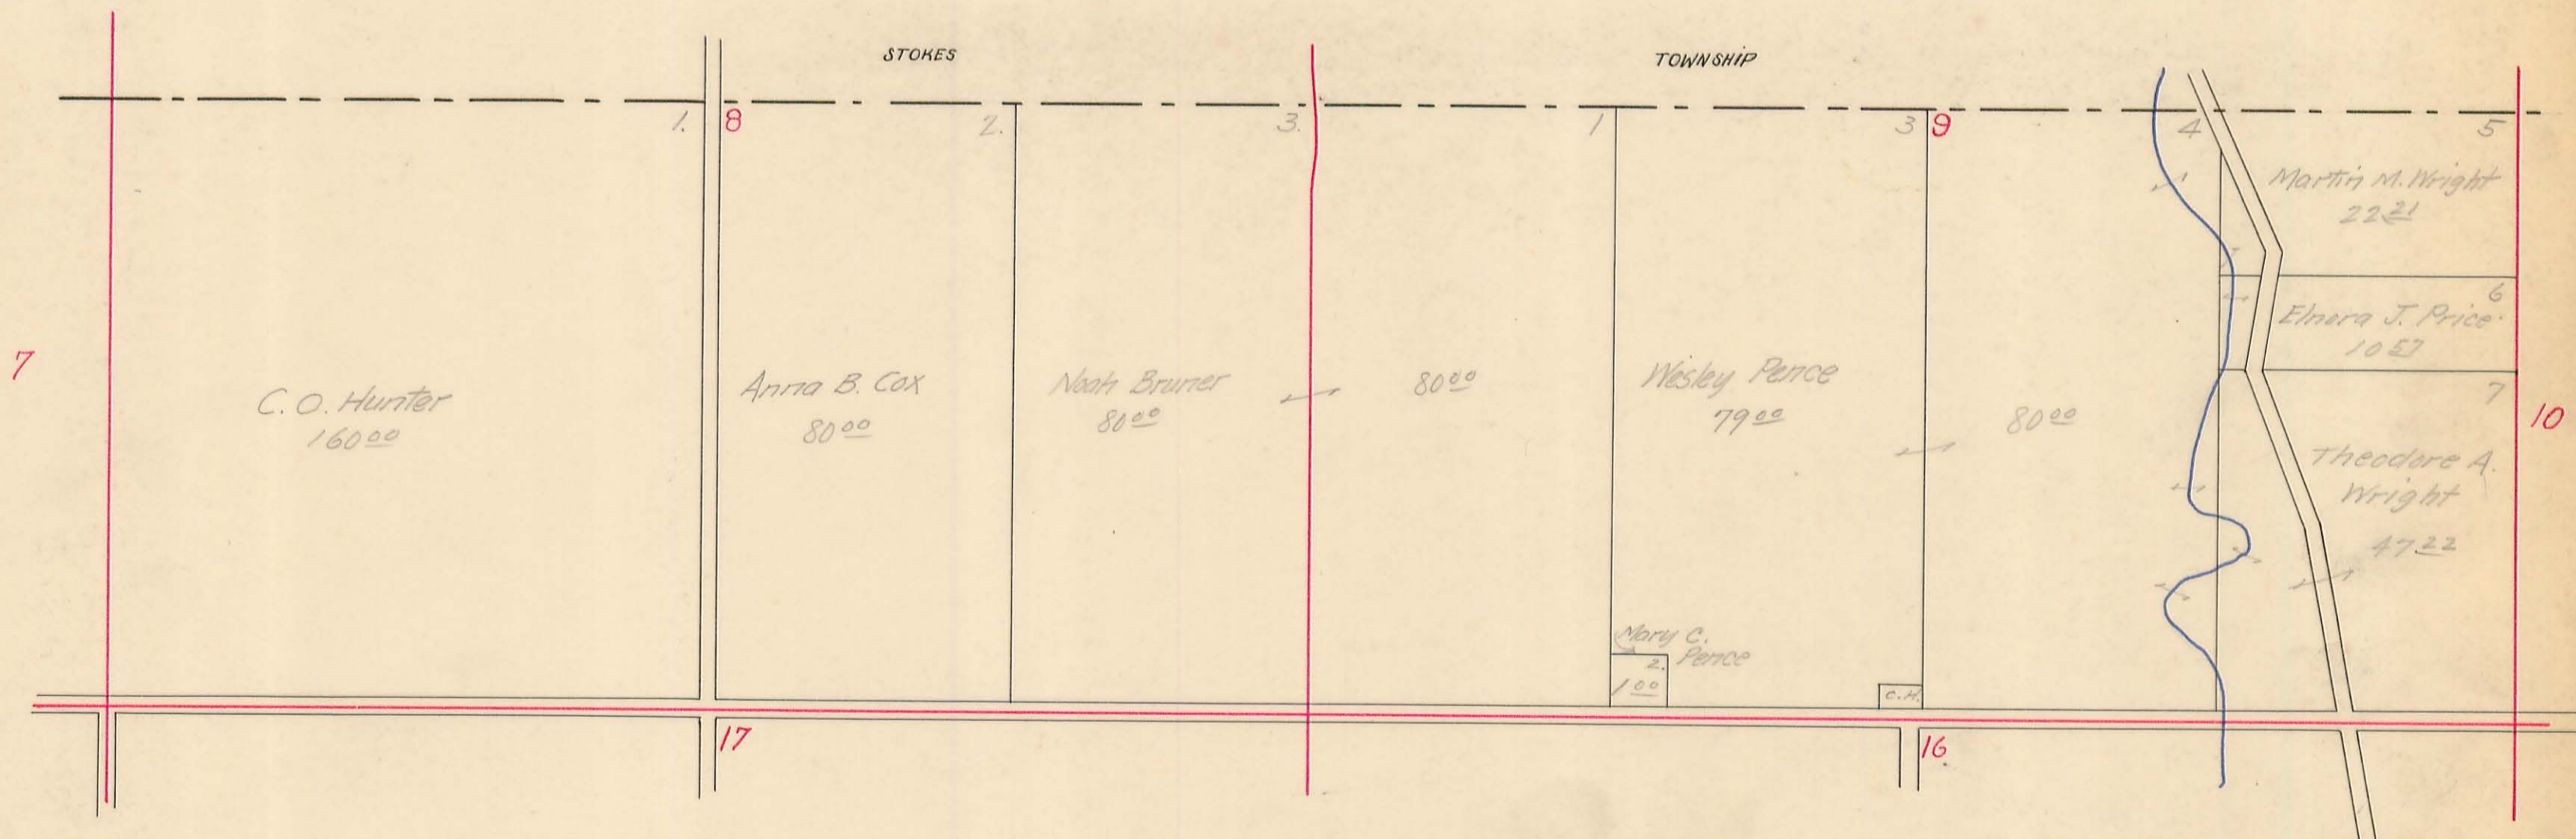 STOKES TOWNSHIP
1. 8 2. 3. 1 3 9 4 5
Martin M. Wright
22 21
6
Elnora J. Price
10 57
7
7
C. O. Hunter
160 00
Anna B. Cox
80 00
Noah Bruner
80 00
80 00
Wesley Pence
79 00
80 00
10
Theodore A.
Wright
47 22
Mary C.
Pence
2.
1 00
C.H.
17
16